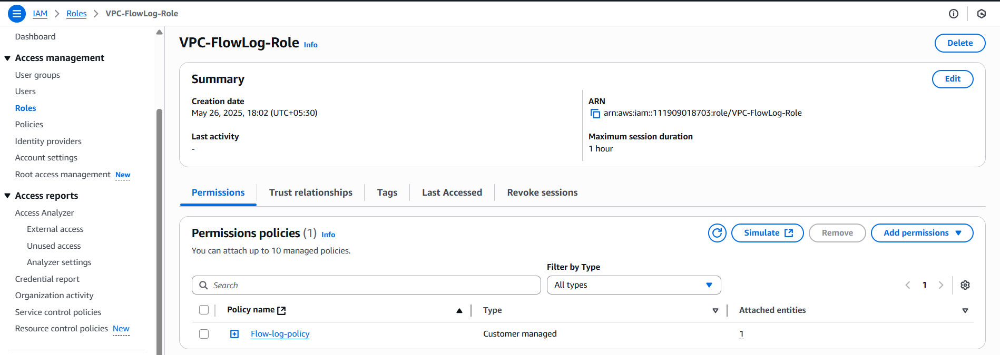 IAM > Roles > VPC-FlowLog-Role
Dashboard
Access management
User groups
Users
Roles
Policies
Identity providers
Account settings
Root access management New
Access reports
Access Analyzer
External access
Unused access
Analyzer settings
Credential report
Organization activity
Service control policies
Resource control policies New
VPC-FlowLog-Role Info
Delete
Summary
Edit
Creation date
May 26, 2025, 18:02 (UTC+05:30)
ARN
arn:aws:iam::111909018703:role/VPC-FlowLog-Role
Last activity
-
Maximum session duration
1 hour
Permissions
Trust relationships
Tags
Last Accessed
Revoke sessions
Permissions policies (1) Info
Simulate
Remove
Add permissions
You can attach up to 10 managed policies.
Filter by Type
Search
All types
1
Policy name
Type
Attached entities
Flow-log-policy
Customer managed
1